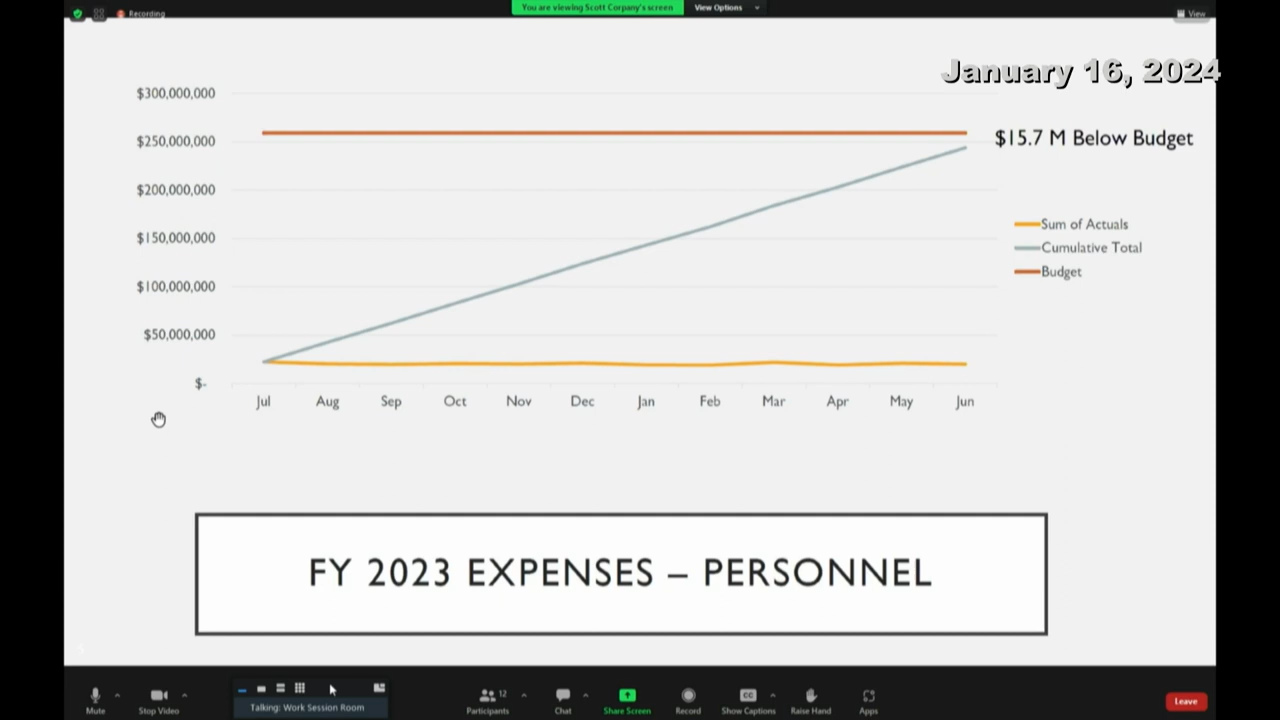 Recording
You are viewing Scott Corpany's screen
View Options
View
January 16, 2024
$300,000,000
$250,000,000
$200,000,000
$150,000,000
$100,000,000
$50,000,000
$-
$15.7 M Below Budget
Sum of Actuals
Cumulative Total
Budget
Jul Aug Sep Oct Nov Dec Jan Feb Mar Apr May Jun
FY 2023 EXPENSES – PERSONNEL
Mute
Stop Video
Talking: Work Session Room
Participants 12
Chat
Share Screen
Record
CC
Show Captions
Raise Hand
Apps
Leave